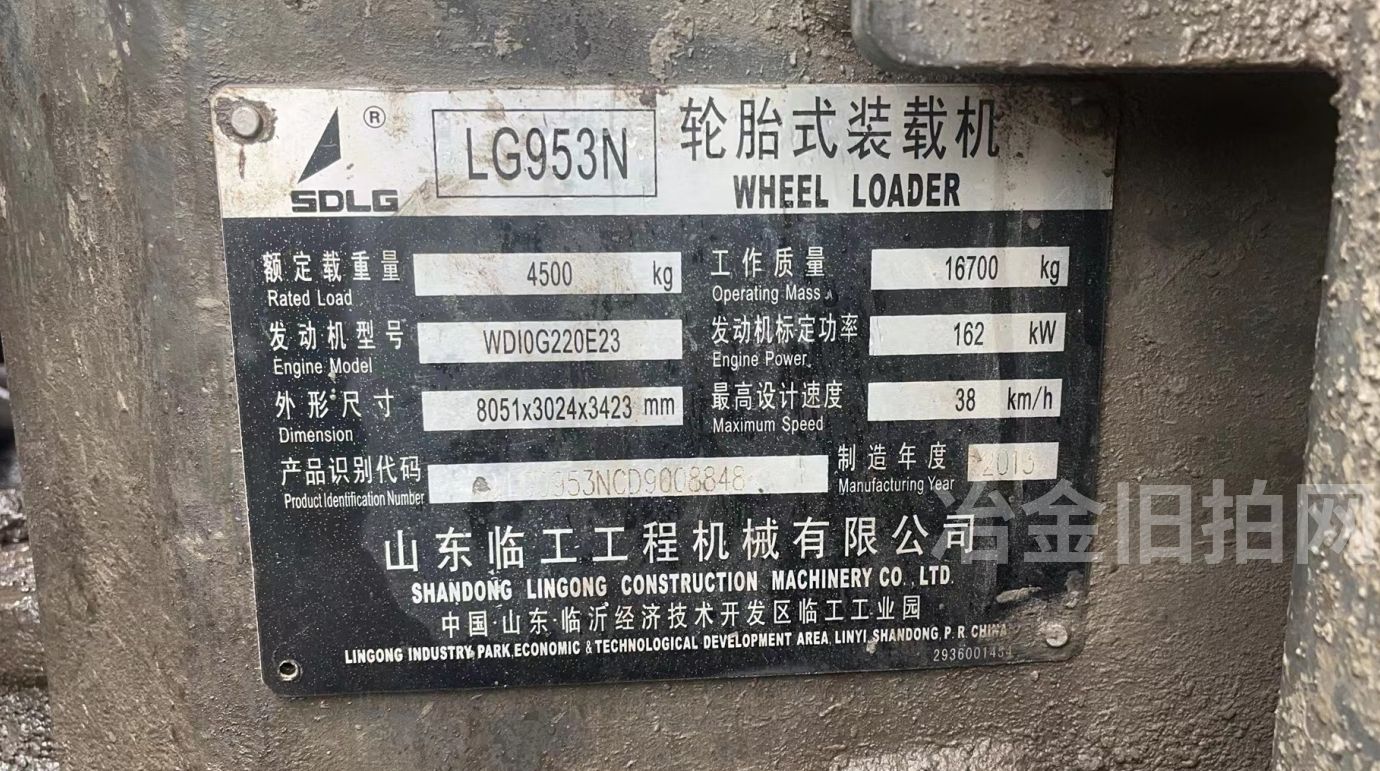 ®
SDLG
LG953N
轮胎式装载机
WHEEL LOADER
额定载重量 4500 kg 工作质量 16700 kg
Rated Load Operating Mass
发动机型号 WDI0G220E23 发动机标定功率 162 kW
Engine Model Engine Power
外形尺寸 8051x3024x3423 mm 最高设计速度 38 km/h
Dimension Maximum Speed
产品识别代码 953NCD9008848 制造年度
Product Identification Number Manufacturing Year
山东临工工程机械有限公司
SHANDONG LINGONG CONSTRUCTION MACHINERY CO.,LTD.
中国·山东·临沂经济技术开发区临工工业园
LINGONG INDUSTRY PARK,ECONOMIC & TECHNOLOGICAL DEVELOPMENT AREA, LINYI, SHANDONG, P. R. CHINA
2936001454
冶金旧拍网